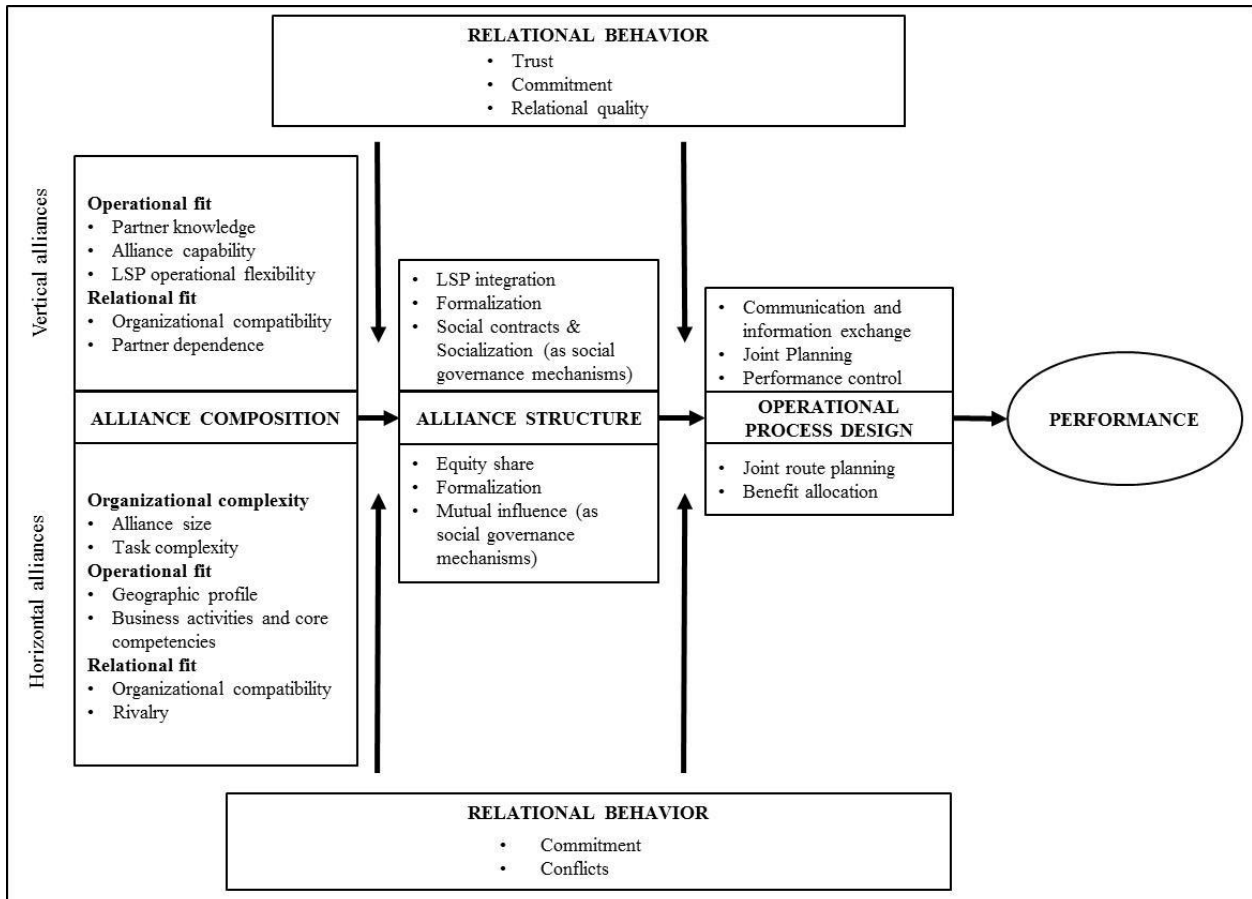 RELATIONAL BEHAVIOR
• Trust
• Commitment
• Relational quality
Vertical alliances
Operational fit
• Partner knowledge
• Alliance capability
• LSP operational flexibility
Relational fit
• Organizational compatibility
• Partner dependence
• LSP integration
• Formalization
• Social contracts &
Socialization (as social
governance mechanisms)
• Communication and
information exchange
• Joint Planning
• Performance control
ALLIANCE COMPOSITION
ALLIANCE STRUCTURE
OPERATIONAL
PROCESS DESIGN
PERFORMANCE
Horizontal alliances
Organizational complexity
• Alliance size
• Task complexity
Operational fit
• Geographic profile
• Business activities and core
competencies
Relational fit
• Organizational compatibility
• Rivalry
• Equity share
• Formalization
• Mutual influence (as
social governance
mechanisms)
• Joint route planning
• Benefit allocation
RELATIONAL BEHAVIOR
• Commitment
• Conflicts